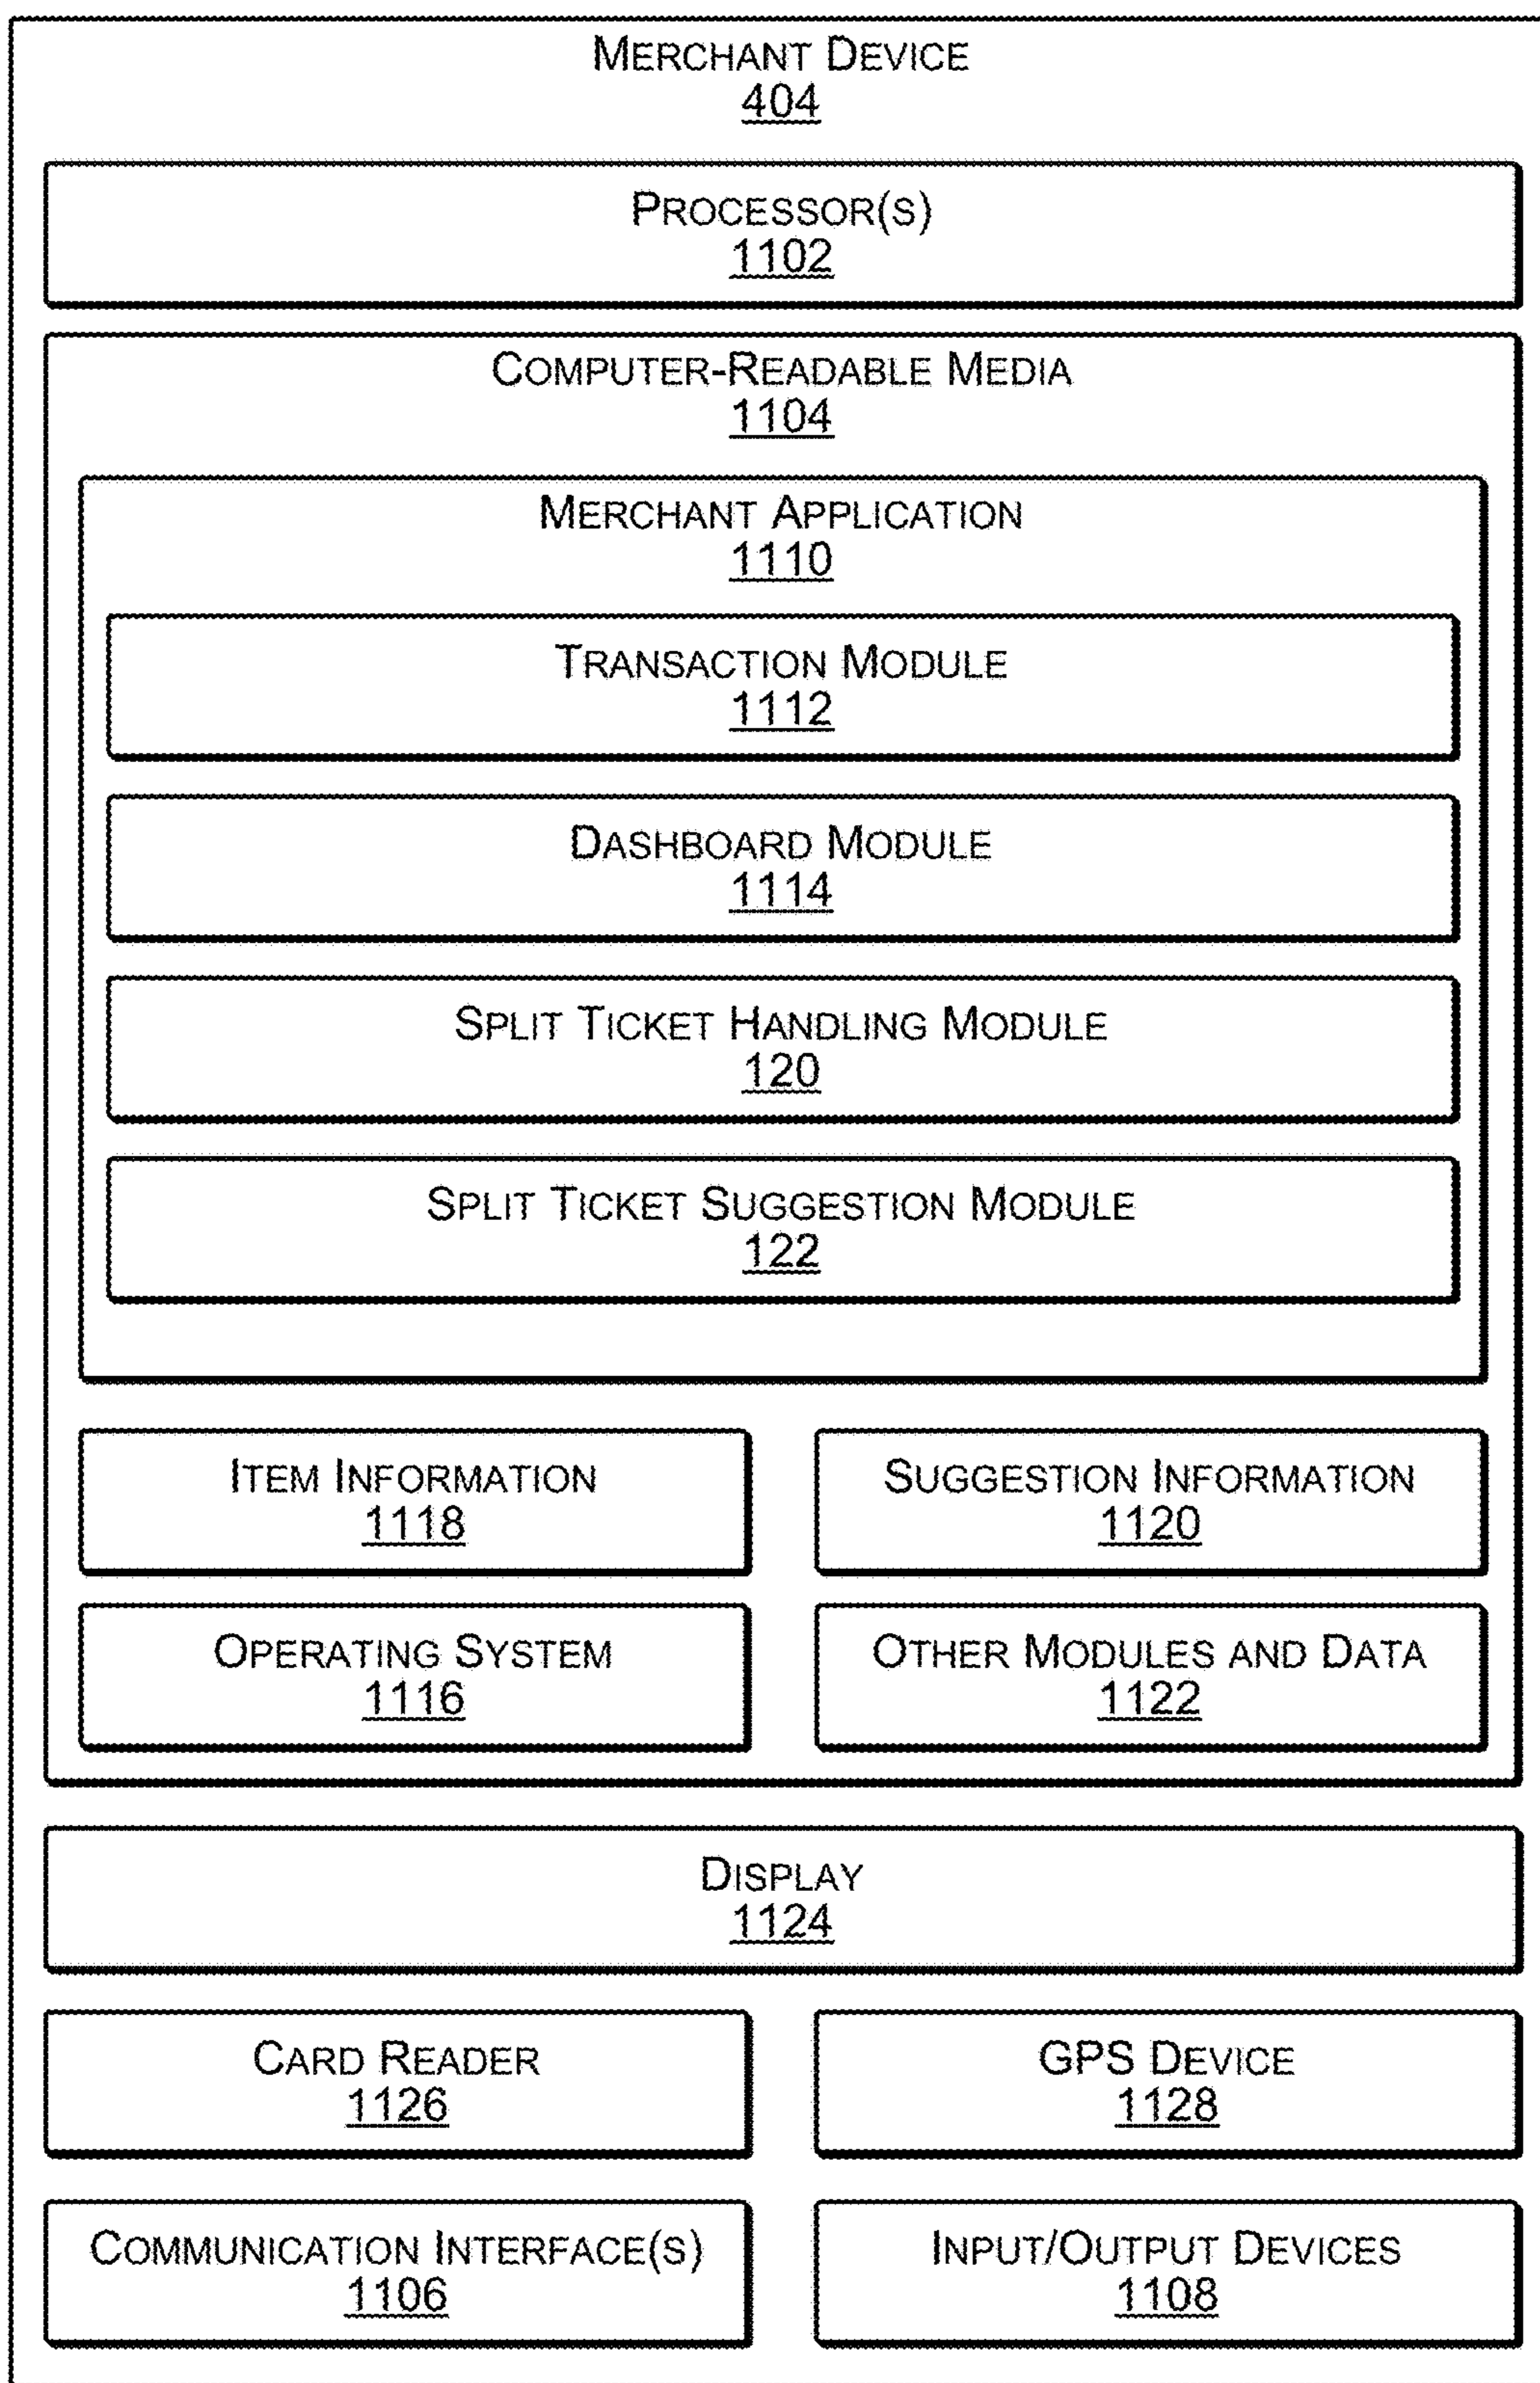 Merchant Device
404
Processor(s)
1102
Computer-Readable Media
1104
Merchant Application
1110
Transaction Module
1112
Dashboard Module
1114
Split Ticket Handling Module
120
Split Ticket Suggestion Module
122
Item Information
1118
Suggestion Information
1120
Operating System
1116
Other Modules and Data
1122
Display
1124
Card Reader
1126
GPS Device
1128
Communication Interface(s)
1106
Input/Output Devices
1108